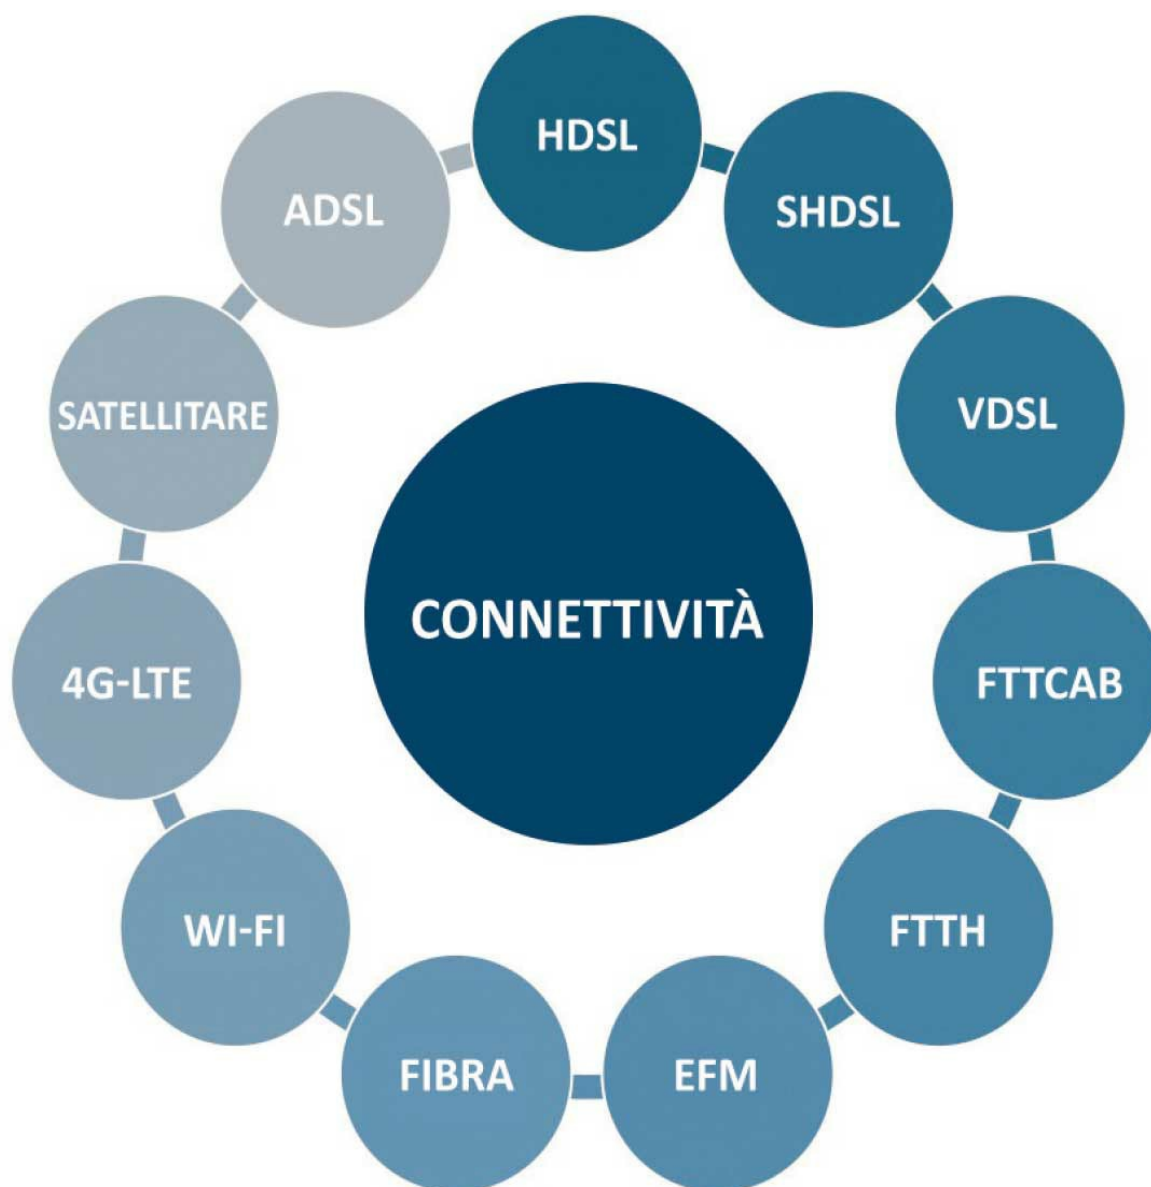 HDSL
SHDSL
VDSL
FTTCAB
FTTH
EFM
FIBRA
WI-FI
4G-LTE
SATELLITARE
ADSL
CONNETTIVITÀ